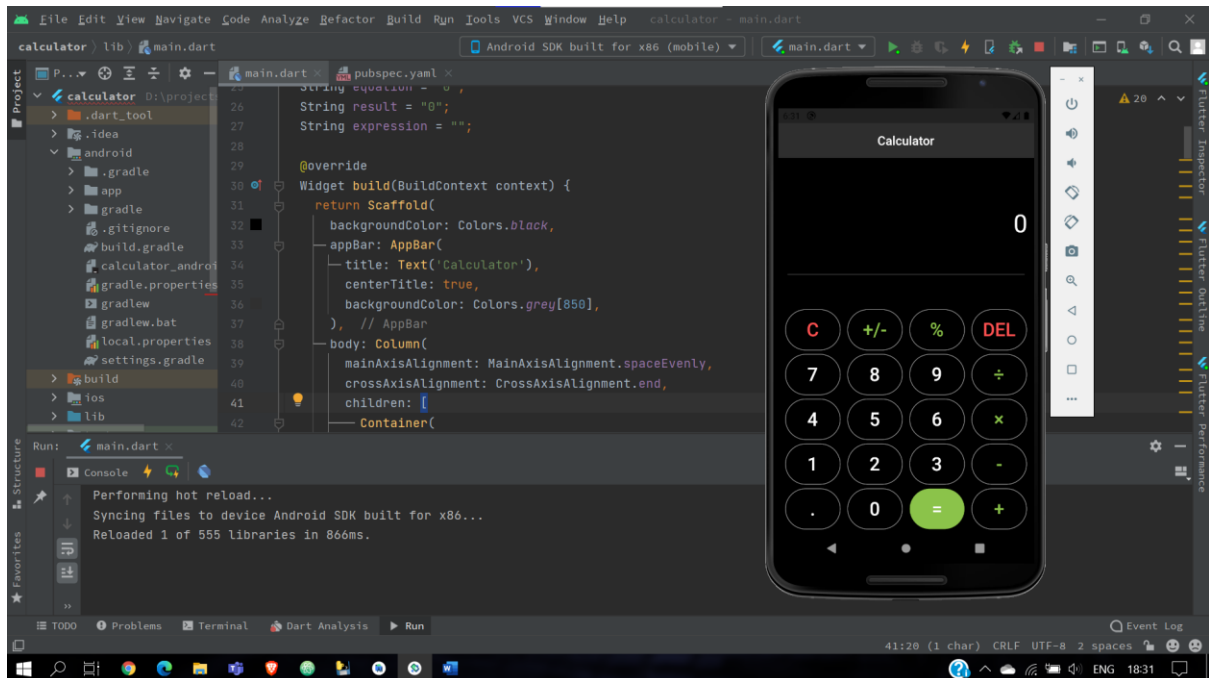 File Edit View Navigate Code Analyze Refactor Build Run Tools VCS Window Help calculator - main.dart
calculator lib main.dart Android SDK built for x86 (mobile) main.dart
Project
P... main.dart pubspec.yaml
calculator D:\project
.dart_tool
.idea
android
.gradle
app
gradle
.gitignore
build.gradle
calculator_androi
gradle.properties
gradlew
gradlew.bat
local.properties
settings.gradle
build
ios
lib
25 String equation = "0";
26 String result = "0";
27 String expression = "";
28
29 @override
30 Widget build(BuildContext context) {
31 return Scaffold(
32 backgroundColor: Colors.black,
33 appBar: AppBar(
34 title: Text('Calculator'),
35 centerTitle: true,
36 backgroundColor: Colors.grey[850],
37 ), // AppBar
38 body: Column(
39 mainAxisAlignment: MainAxisAlignment.spaceEvenly,
40 crossAxisAlignment: CrossAxisAlignment.end,
41 children: [
42 Container(
20
6:31
Calculator
0
C +/- % DEL
7 8 9 ÷
4 5 6 ×
1 2 3 -
. 0 = +
Flutter Inspector
Flutter Outline
Flutter Performance
Structure
Favorites
Run: main.dart
Console
Performing hot reload...
Syncing files to device Android SDK built for x86...
Reloaded 1 of 555 libraries in 866ms.
TODO Problems Terminal Dart Analysis Run Event Log
41:20 (1 char) CRLF UTF-8 2 spaces
ENG 18:31